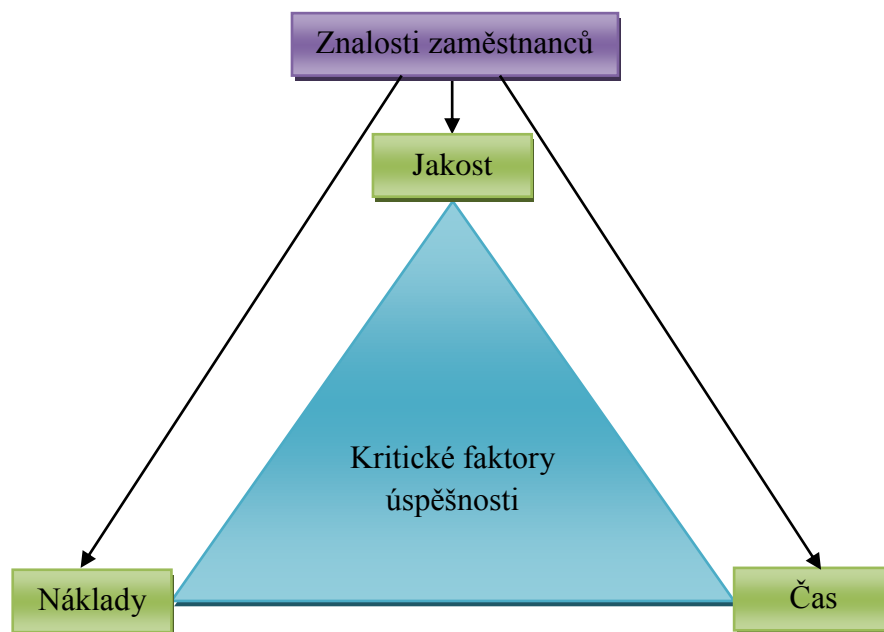 Znalosti zaměstnanců
Jakost
Kritické faktory
úspěšnosti
Náklady
Čas